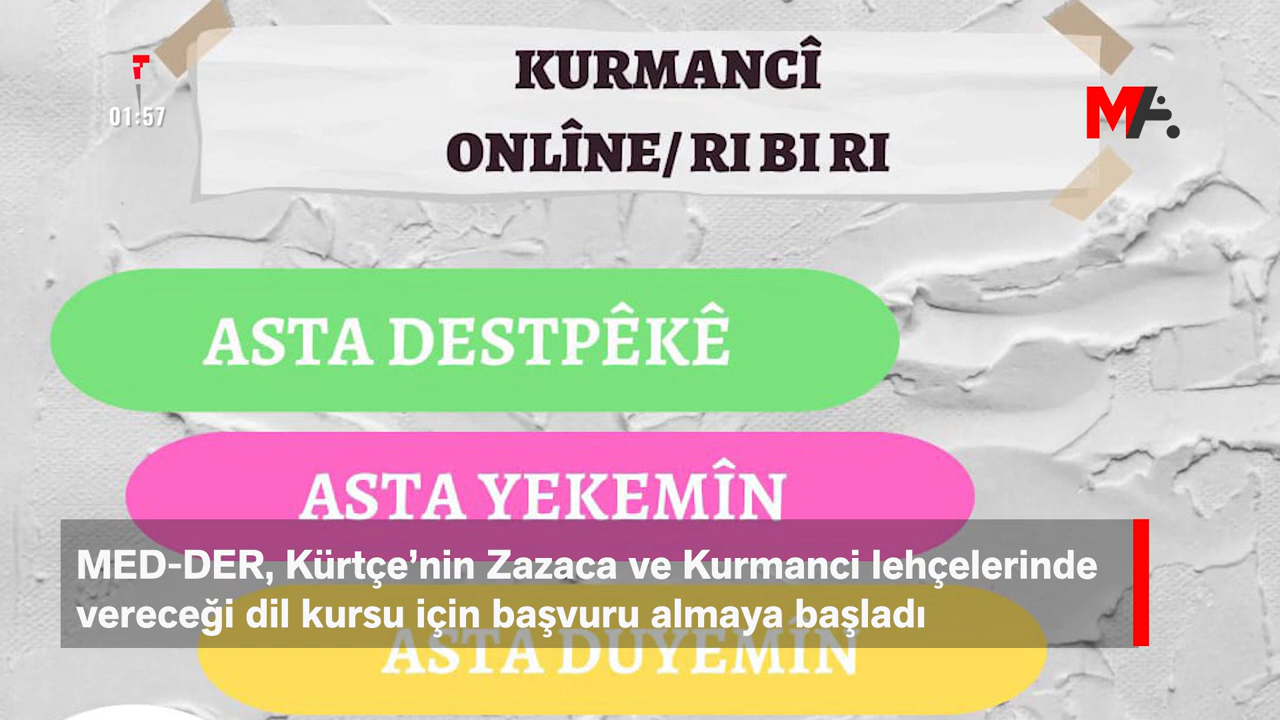 KURMANCÎ
ONLÎNE/ RI BI RI
01:57
MA
ASTA DESTPÊKÊ
ASTA YEKEMÎN
MED-DER, Kürtçe’nin Zazaca ve Kurmanci lehçelerinde
vereceği dil kursu için başvuru almaya başladı
ASTA DUYEMÎN